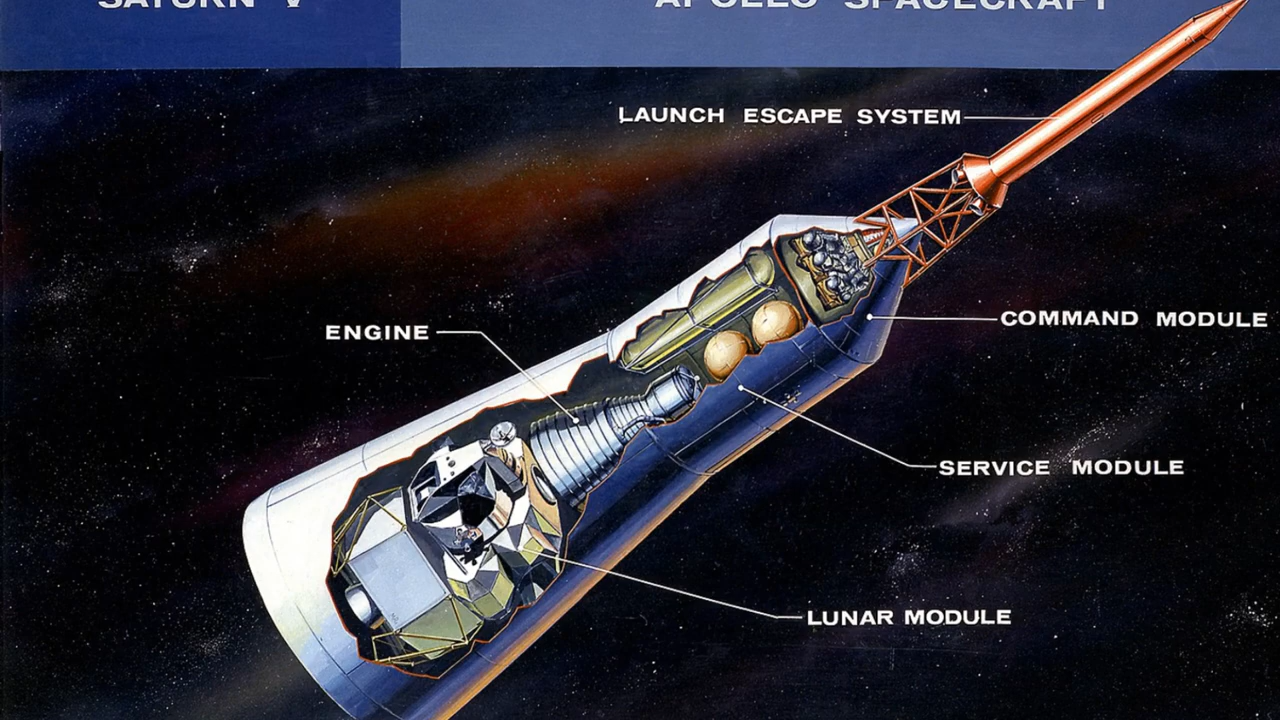 SATURN V
APOLLO SPACECRAFT
LAUNCH ESCAPE SYSTEM
COMMAND MODULE
ENGINE
SERVICE MODULE
LUNAR MODULE